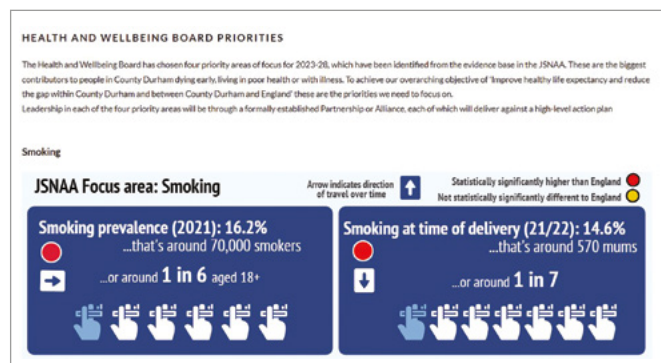 HEALTH AND WELLBEING BOARD PRIORITIES
The Health and Wellbeing Board has chosen four priority areas of focus for 2023-28, which have been identified from the evidence base in the JSNAA. These are the biggest
contributors to people in County Durham dying early, living in poor health or with illness. To achieve our overarching objective of 'Improve healthy life expectancy and reduce
the gap within County Durham and between County Durham and England' these are the priorities we need to focus on.
Leadership in each of the four priority areas will be through a formally established Partnership or Alliance, each of which will deliver against a high-level action plan
Smoking
JSNAA Focus area: Smoking
Arrow indicates direction
of travel over time
Statistically significantly higher than England
Not statistically significantly different to England
Smoking prevalence (2021): 16.2%
...that's around 70,000 smokers
...or around 1 in 6 aged 18+
Smoking at time of delivery (21/22): 14.6%
...that's around 570 mums
...or around 1 in 7